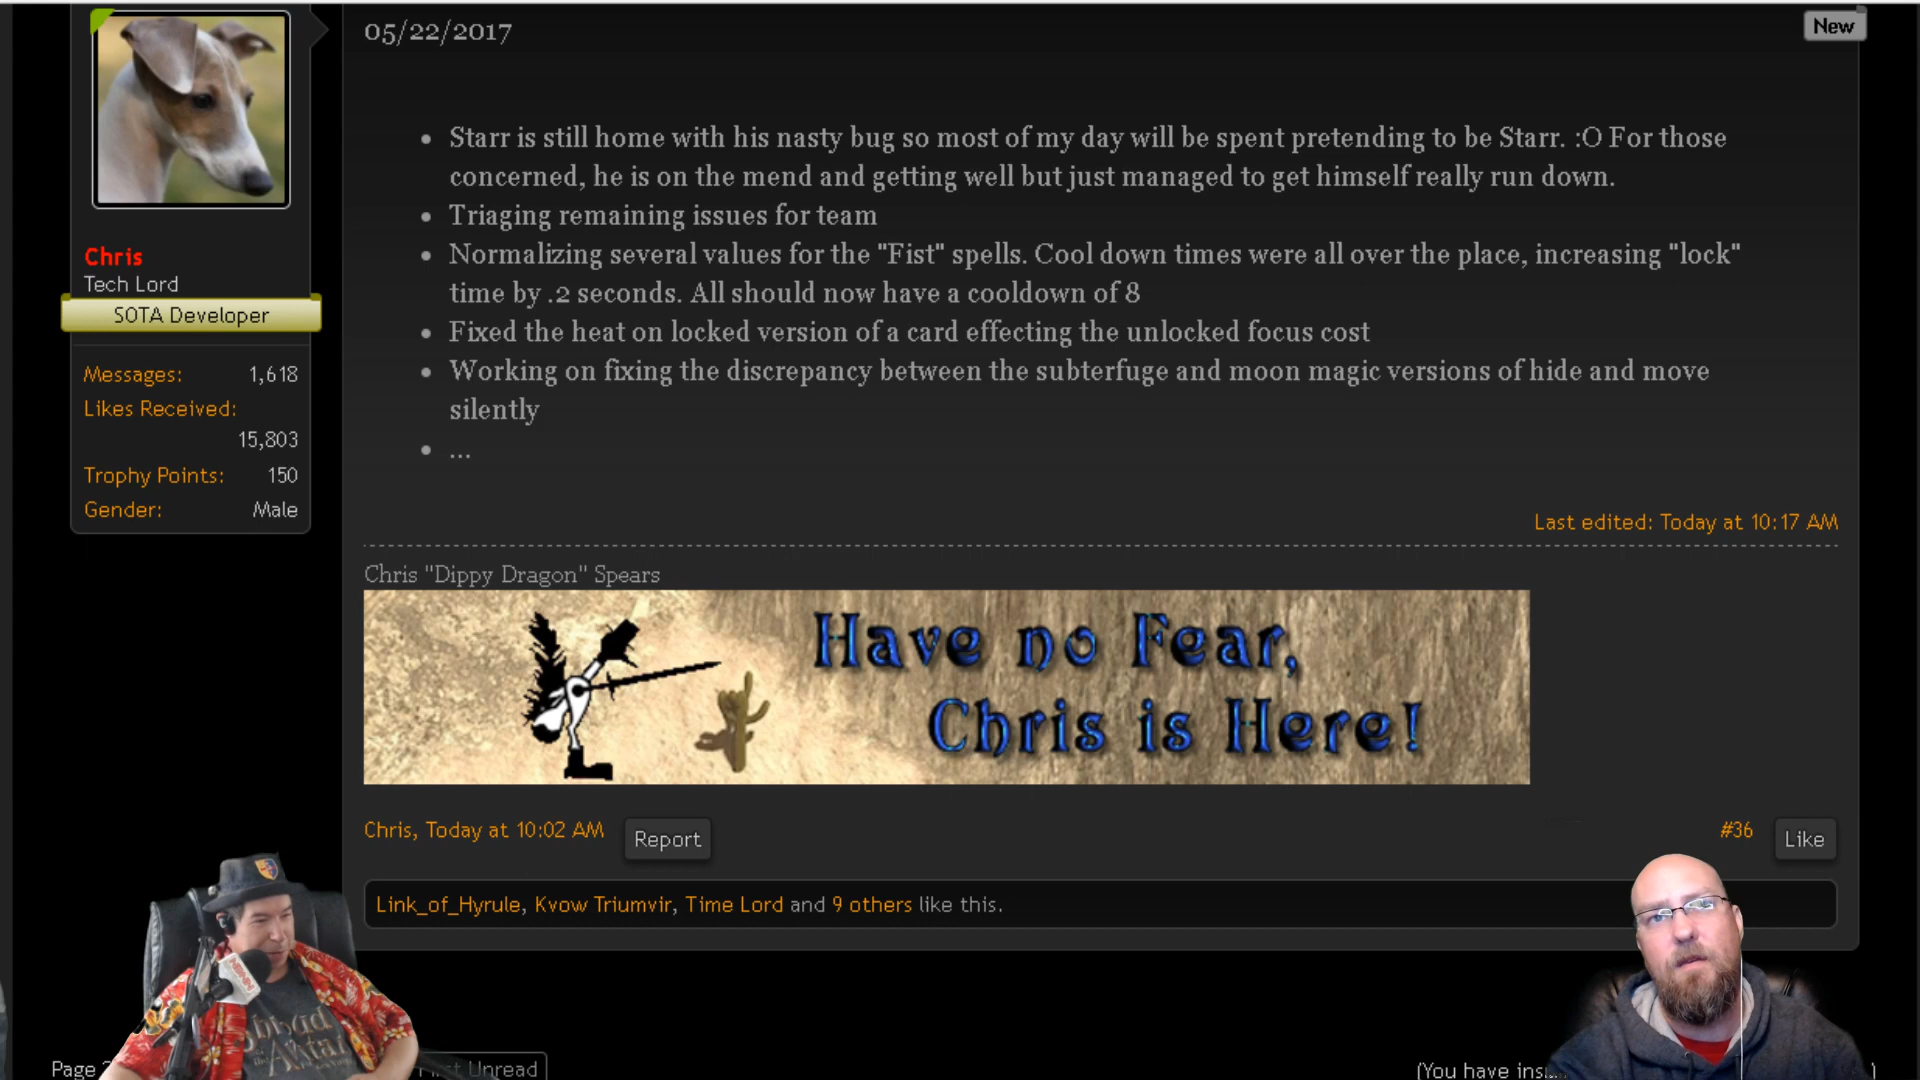 05/22/2017
New
• Starr is still home with his nasty bug so most of my day will be spent pretending to be Starr. :O For those
concerned, he is on the mend and getting well but just managed to get himself really run down.
• Triaging remaining issues for team
• Normalizing several values for the "Fist" spells. Cool down times were all over the place, increasing "lock"
time by .2 seconds. All should now have a cooldown of 8
• Fixed the heat on locked version of a card effecting the unlocked focus cost
• Working on fixing the discrepancy between the subterfuge and moon magic versions of hide and move
silently
• ...
Chris
Tech Lord
SOTA Developer
Messages: 1,618
Likes Received:
15,803
Trophy Points: 150
Gender: Male
Last edited: Today at 10:17 AM
Chris "Dippy Dragon" Spears
Have no Fear,
Chris is Here!
Chris, Today at 10:02 AM
Report
#36
Like
Link_of_Hyrule, Kvow Triumvir, Time Lord and 9 others like this.
Page
Unread
(You have